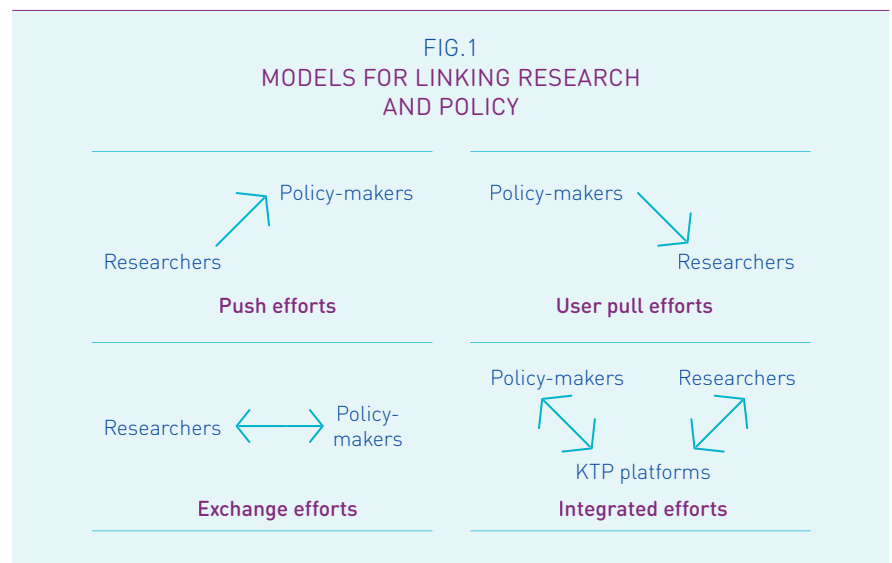 FIG.1
MODELS FOR LINKING RESEARCH
AND POLICY
Policy-makers
Researchers
Push efforts
Policy-makers
Researchers
User pull efforts
Researchers
Policy-
makers
Exchange efforts
Policy-makers
Researchers
KTP platforms
Integrated efforts